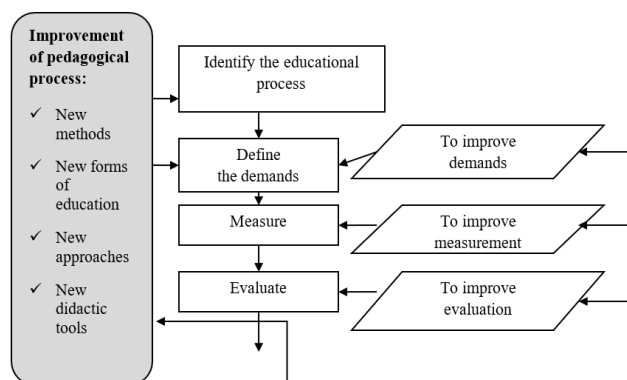 Improvement
of pedagogical
process:
✓ New
methods
✓ New forms
of
education
✓ New
approaches
✓ New
didactic
tools
Identify the educational
process
Define
the demands
Measure
Evaluate
To improve
demands
To improve
measurement
To improve
evaluation